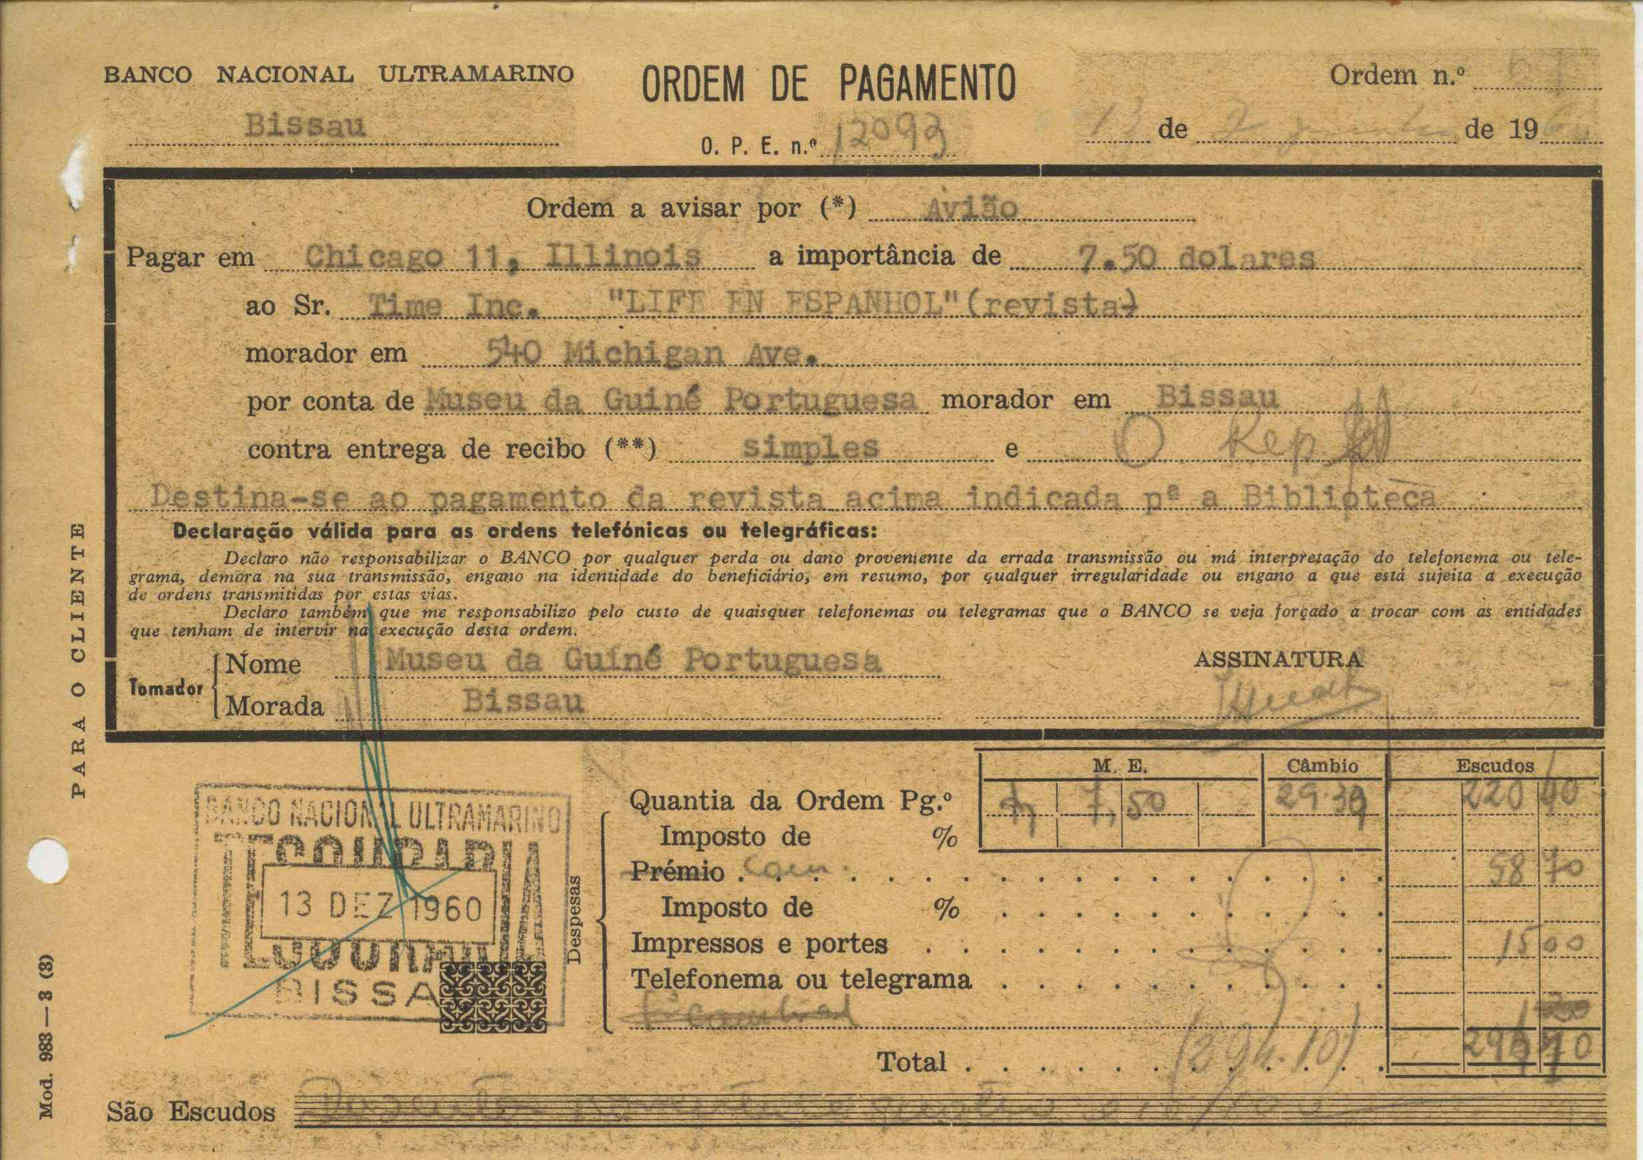 BANCO NACIONAL ULTRAMARINO
Bissau
ORDEM DE PAGAMENTO
O. P. E. n.º 12093
Ordem n.º
13 de de 19
Ordem a avisar por (*) Avião
Pagar em Chicago 11, Illinois a importância de 7.50 dolares
ao Sr. Time Inc. "LIFE EN ESPANHOL"(revista)
morador em 540 Michigan Ave.
por conta de Museu da Guiné Portuguesa morador em Bissau
contra entrega de recibo (**) simples e O Rep
Destina-se ao pagamento da revista acima indicada pª a Biblioteca
Declaração válida para as ordens telefónicas ou telegráficas:
Declaro não responsabilizar o BANCO por qualquer perda ou dano proveniente da errada transmissão ou má interpretação do telefonema ou tele-
grama, demora na sua transmissão, engano na identidade do beneficiário, em resumo, por qualquer irregularidade ou engano a que está sujeita a execução
de ordens transmitidas por estas vias.
Declaro também que me responsabilizo pelo custo de quaisquer telefonemas ou telegramas que o BANCO se veja forçado a trocar com as entidades
que tenham de intervir na execução desta ordem.
Tomador
Nome Museu da Guiné Portuguesa
Morada Bissau
ASSINATURA
PARA O CLIENTE
Mod. 983 — 3 (3)
BANCO NACIONAL ULTRAMARINO
TESOURARIA
13 DEZ 1960
BISSA
Despesas
M. E. Câmbio Escudos
Quantia da Ordem Pg.º 7,50 29 39 220 40
Imposto de %
Prémio Com. 58 70
Imposto de %
Impressos e portes 15 00
Telefonema ou telegrama
Total (294.10)
São Escudos